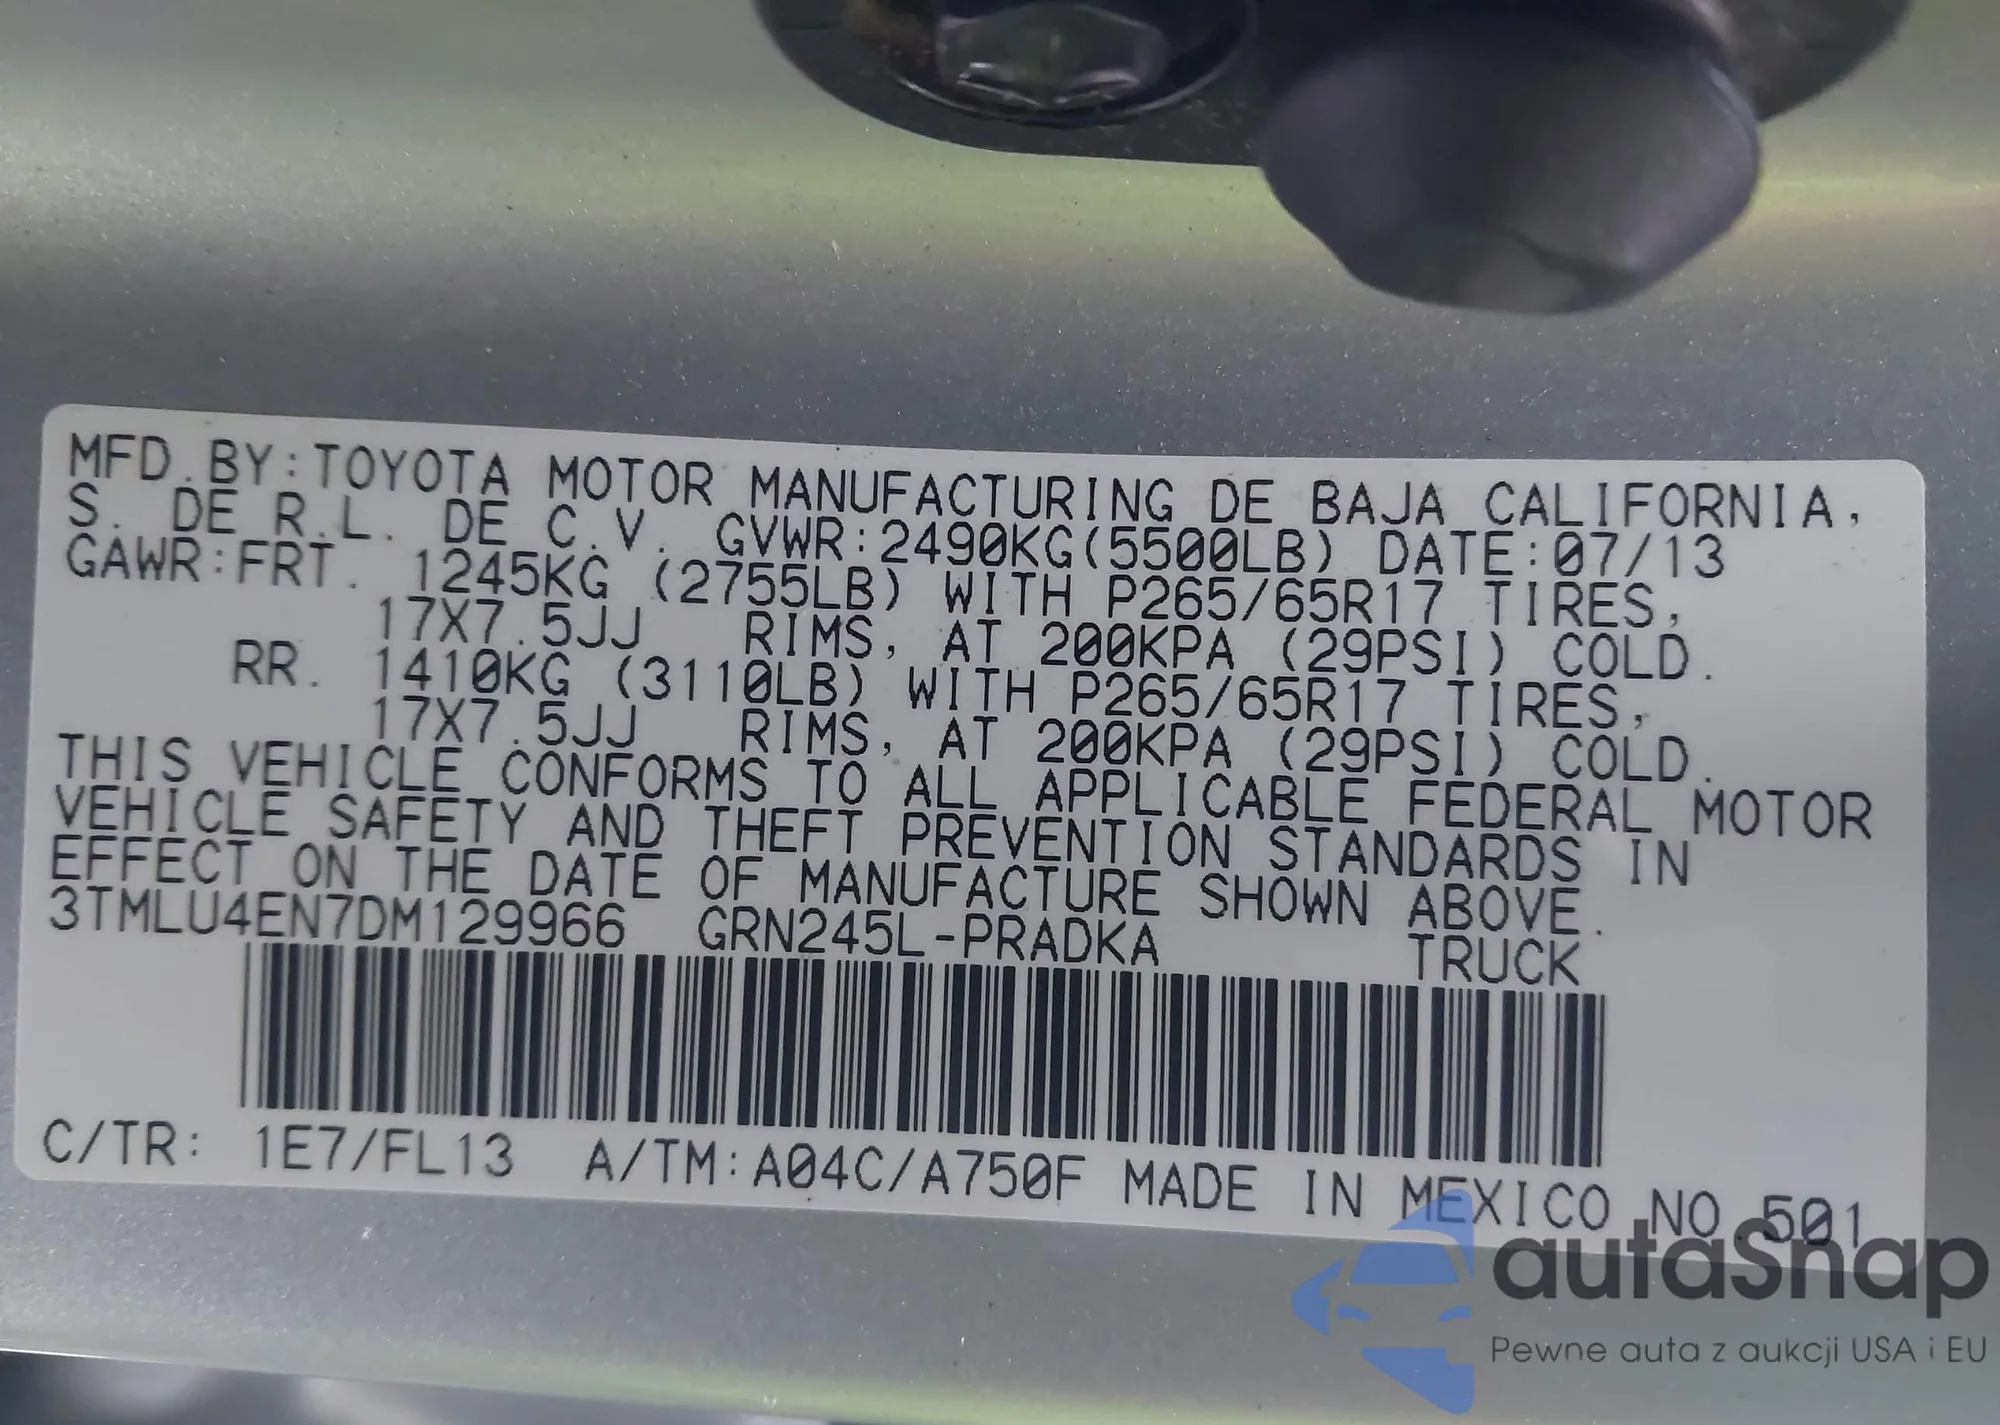 MFD.BY:TOYOTA MOTOR MANUFACTURING DE BAJA CALIFORNIA,
S. DE R.L. DE C.V. GVWR:2490KG(5500LB) DATE:07/13
GAWR:FRT. 1245KG (2755LB) WITH P265/65R17 TIRES,
17X7.5JJ RIMS, AT 200KPA (29PSI) COLD.
RR. 1410KG (3110LB) WITH P265/65R17 TIRES,
17X7.5JJ RIMS, AT 200KPA (29PSI) COLD.
THIS VEHICLE CONFORMS TO ALL APPLICABLE FEDERAL MOTOR
VEHICLE SAFETY AND THEFT PREVENTION STANDARDS IN
EFFECT ON THE DATE OF MANUFACTURE SHOWN ABOVE.
3TMLU4EN7DM129966 GRN245L-PRADKA TRUCK
C/TR: 1E7/FL13 A/TM:A04C/A750F MADE IN MEXICO NO.501
autaSnap
Pewne auta z aukcji USA i EU